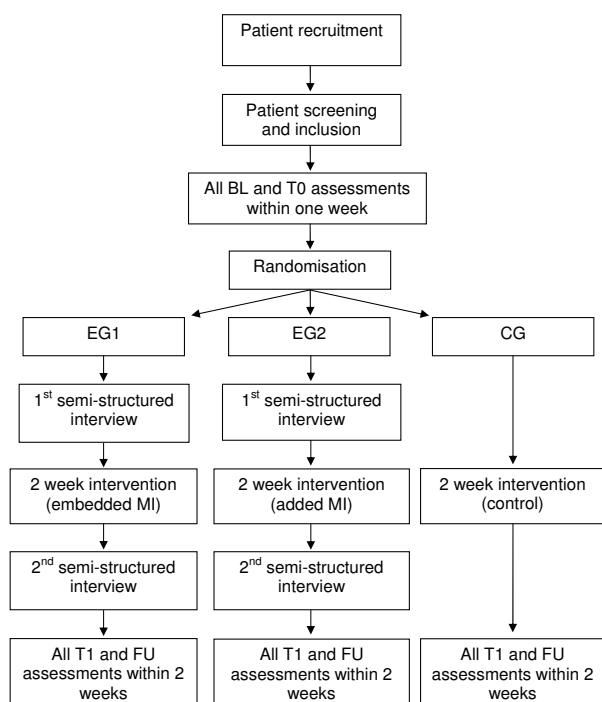 Patient recruitment
Patient screening
and inclusion
All BL and T0 assessments
within one week
Randomisation
EG1
EG2
CG
1st semi-structured
interview
1st semi-structured
interview
2 week intervention
(embedded MI)
2 week intervention
(added MI)
2 week intervention
(control)
2nd semi-structured
interview
2nd semi-structured
interview
All T1 and FU
assessments within 2
weeks
All T1 and FU
assessments within 2
weeks
All T1 and FU
assessments within 2
weeks